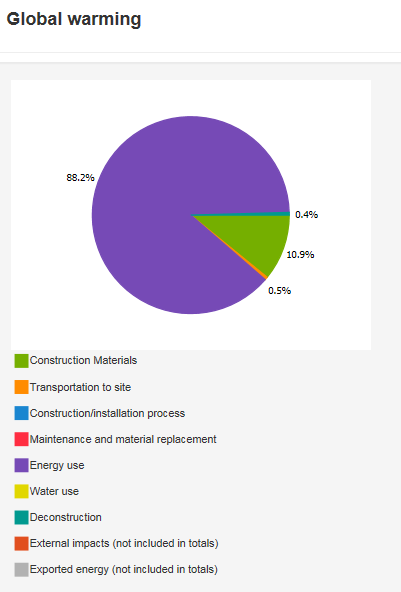 Global warming
88.2%
0.4%
10.9%
0.5%
Construction Materials
Transportation to site
Construction/installation process
Maintenance and material replacement
Energy use
Water use
Deconstruction
External impacts (not included in totals)
Exported energy (not included in totals)